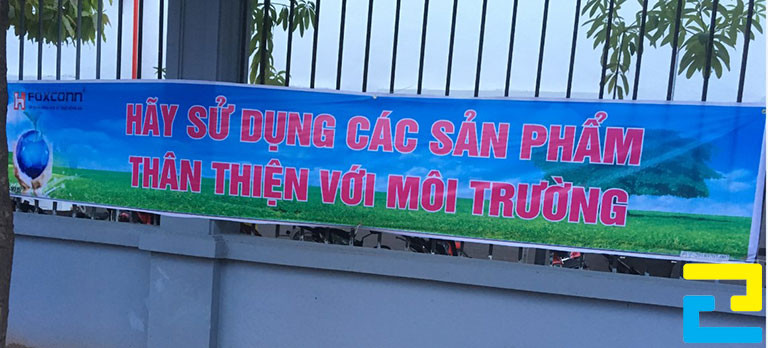 FOXCONN
HÃY SỬ DỤNG CÁC SẢN PHẨM
THÂN THIỆN VỚI MÔI TRƯỜNG